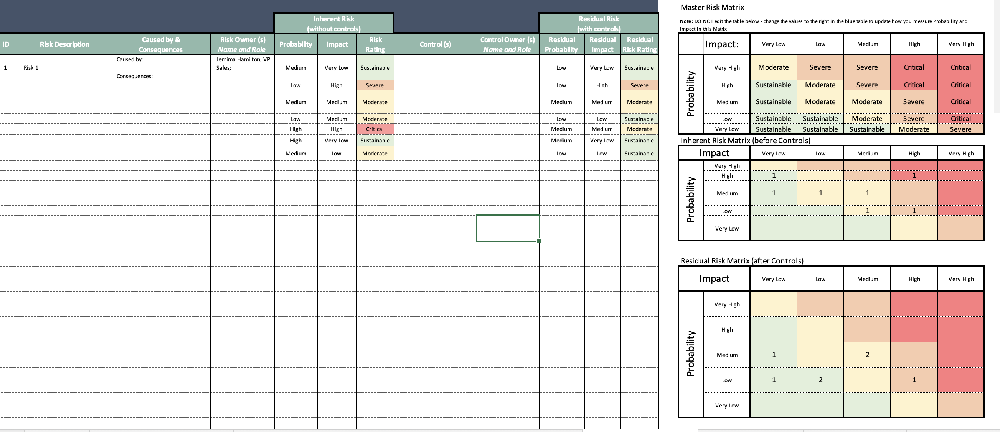 Inherent Risk
(without controls)
Residual Risk
(with controls)
ID
Risk Description
Caused by &
Consequences
Risk Owner (s)
Name and Role
Probability
Impact
Risk
Rating
Control (s)
Control Owner (s)
Name and Role
Residual
Probability
Residual
Impact
Residual
Risk Rating
1
Risk 1
Caused by:
Consequences:
Jemima Hamilton, VP
Sales;
Medium Very Low Sustainable Low Very Low Sustainable
Low High Severe Low High Severe
Medium Medium Moderate Medium Medium Moderate
Low Medium Moderate Low Low Sustainable
High High Critical Medium Medium Moderate
High Very Low Sustainable Medium Very Low Sustainable
Medium Low Moderate Low Low Sustainable
Master Risk Matrix
Note: DO NOT edit the table below - change the values to the right in the blue table to update how you measure Probability and
Impact in this Matrix
Impact: Very Low Low Medium High Very High
Probability
Very High Moderate Severe Severe Critical Critical
High Sustainable Moderate Severe Critical Critical
Medium Sustainable Moderate Moderate Severe Critical
Low Sustainable Sustainable Moderate Severe Critical
Very Low Sustainable Sustainable Sustainable Moderate Severe
Inherent Risk Matrix (before Controls)
Impact Very Low Low Medium High Very High
Probability
Very High
High 1 1
Medium 1 1 1
Low 1 1
Very Low
Residual Risk Matrix (after Controls)
Impact Very Low Low Medium High Very High
Probability
Very High
High
Medium 1 2
Low 1 2 1
Very Low